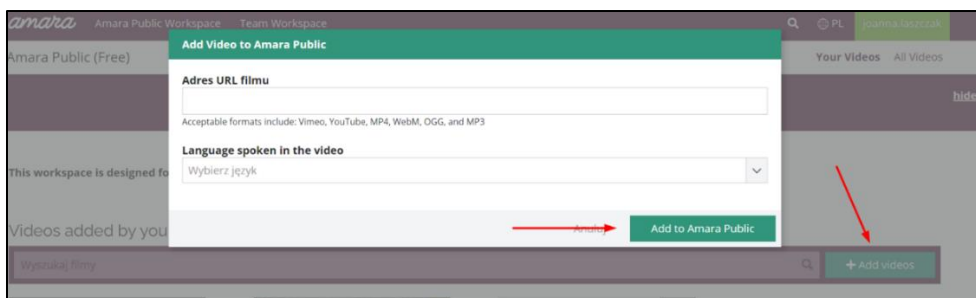 amara Amara Public Workspace Team Workspace PL joanna.laszczak
Amara Public (Free) Your Videos All Videos
hide
Add Video to Amara Public
Adres URL filmu
Acceptable formats include: Vimeo, YouTube, MP4, WebM, OGG, and MP3
Language spoken in the video
Wybierz język
This workspace is designed fo
Anuluj Add to Amara Public
Videos added by you
Wyszukaj filmy + Add videos